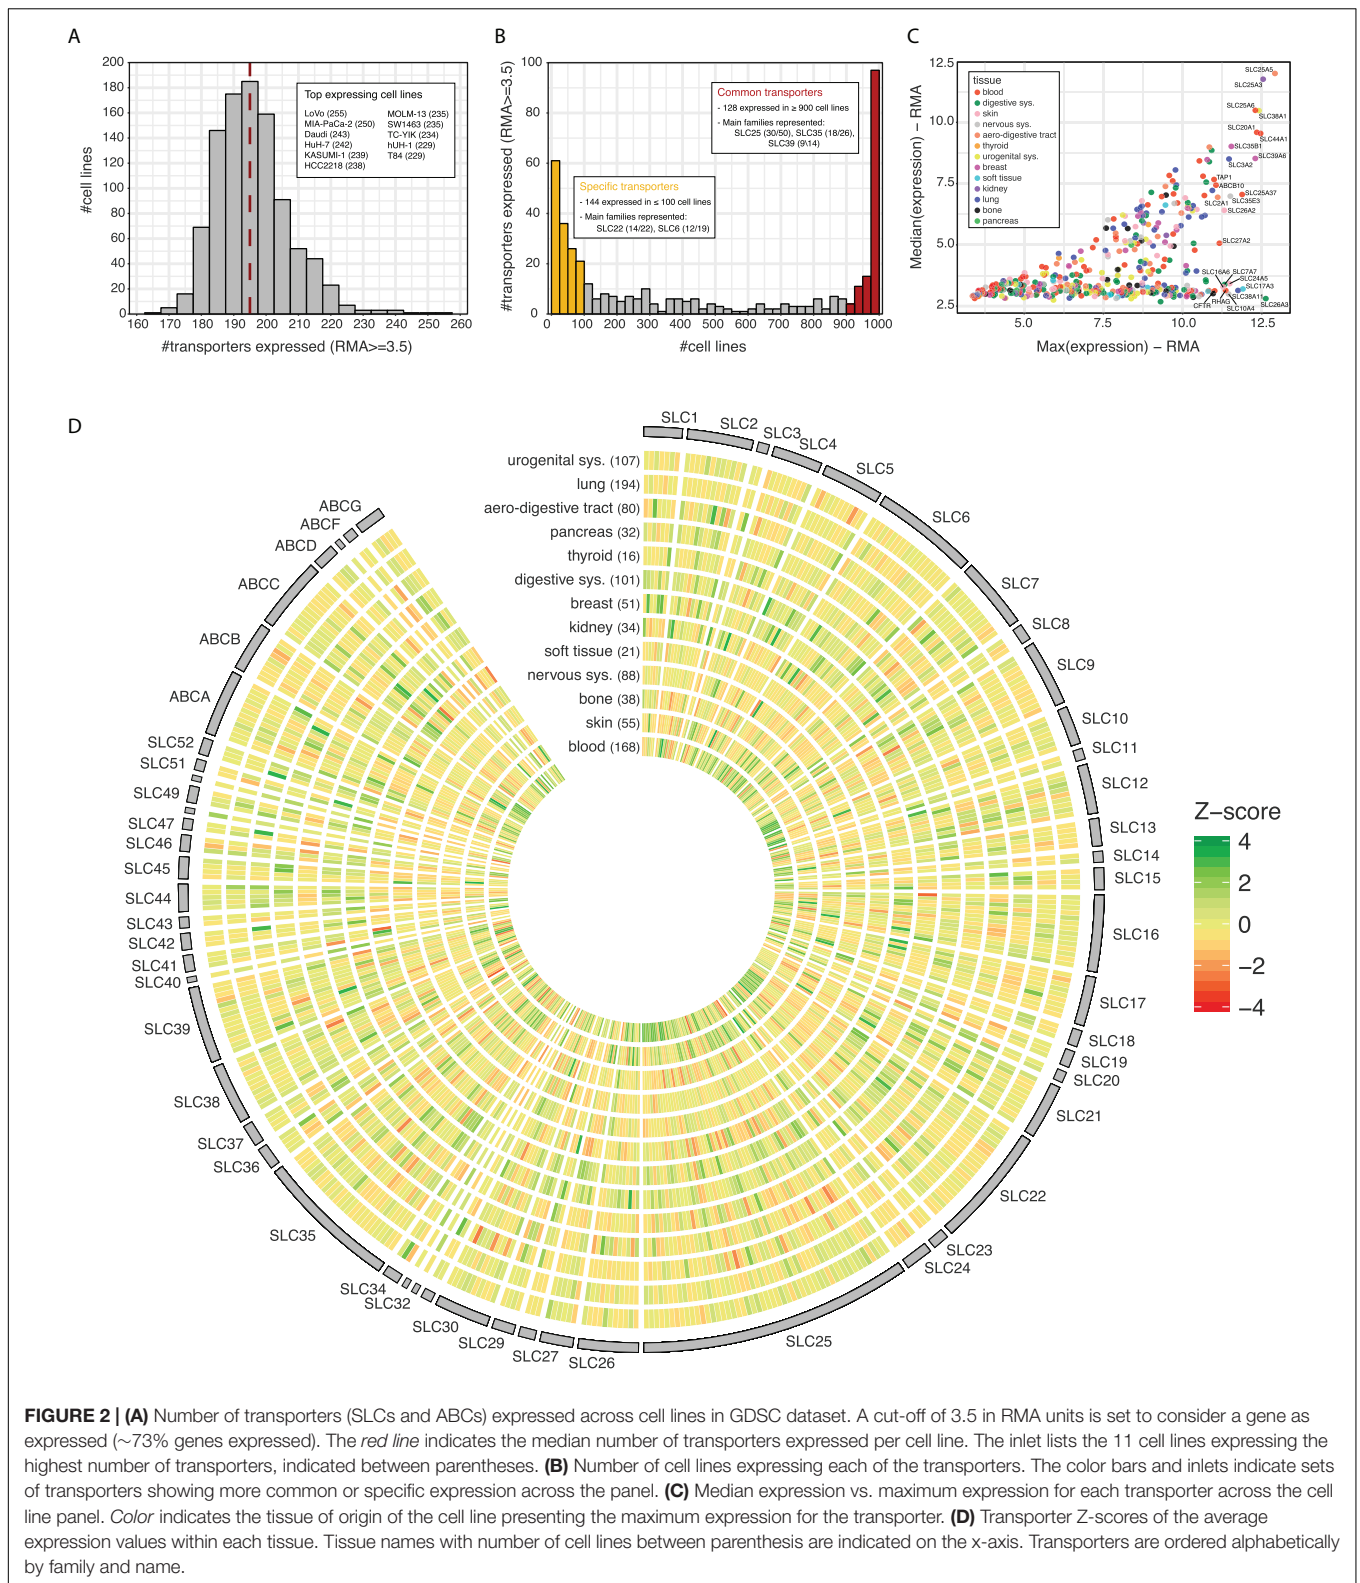 A
#cell lines
200
180
160
140
120
100
80
60
40
20
0
160 170 180 190 200 210 220 230 240 250 260
#transporters expressed (RMA>=3.5)
Top expressing cell lines
LoVo (255)
MIA-PaCa-2 (250)
Daudi (243)
HuH-7 (242)
KASUMI-1 (239)
HCC2218 (238)
MOLM-13 (235)
SW1463 (235)
TC-YIK (234)
hUH-1 (229)
T84 (229)
B
#transporters expressed (RMA>=3.5)
100
80
60
40
20
0
0 100 200 300 400 500 600 700 800 900 1000
#cell lines
Specific transporters
- 144 expressed in ≤ 100 cell lines
- Main families represented:
SLC22 (14/22), SLC6 (12/19)
Common transporters
- 128 expressed in ≥ 900 cell lines
- Main families represented:
SLC25 (30/50), SLC35 (18/26),
SLC39 (9\14)
C
Median(expression) – RMA
12.5
10.0
7.5
5.0
2.5
5.0 7.5 10.0 12.5
Max(expression) – RMA
tissue
blood
digestive sys.
skin
nervous sys.
aero-digestive tract
thyroid
urogenital sys.
breast
soft tissue
kidney
lung
bone
pancreas
SLC25A5
SLC25A3
SLC25A6
SLC38A1
SLC20A1
SLC44A1
SLC35B1
SLC39A6
SLC3A2
TAP1
ABCB10
SLC25A37
SLC2A1
SLC35E3
SLC26A2
SLC27A2
SLC16A6
SLC7A7
SLC24A5
SLC17A3
SLC38A11
CFTR
RHAG
SLC10A4
SLC26A3
D
urogenital sys. (107)
lung (194)
aero-digestive tract (80)
pancreas (32)
thyroid (16)
digestive sys. (101)
breast (51)
kidney (34)
soft tissue (21)
nervous sys. (88)
bone (38)
skin (55)
blood (168)
SLC1
SLC2
SLC3
SLC4
SLC5
SLC6
SLC7
SLC8
SLC9
SLC10
SLC11
SLC12
SLC13
SLC14
SLC15
SLC16
SLC17
SLC18
SLC19
SLC20
SLC21
SLC22
SLC23
SLC24
SLC25
SLC26
SLC27
SLC29
SLC30
SLC32
SLC34
SLC35
SLC36
SLC37
SLC38
SLC39
SLC40
SLC41
SLC42
SLC43
SLC44
SLC45
SLC46
SLC47
SLC49
SLC51
SLC52
ABCA
ABCB
ABCC
ABCD
ABCF
ABCG
Z−score
4
2
0
−2
−4
FIGURE 2 | (A) Number of transporters (SLCs and ABCs) expressed across cell lines in GDSC dataset. A cut-off of 3.5 in RMA units is set to consider a gene as
expressed (∼73% genes expressed). The red line indicates the median number of transporters expressed per cell line. The inlet lists the 11 cell lines expressing the
highest number of transporters, indicated between parentheses. (B) Number of cell lines expressing each of the transporters. The color bars and inlets indicate sets
of transporters showing more common or specific expression across the panel. (C) Median expression vs. maximum expression for each transporter across the cell
line panel. Color indicates the tissue of origin of the cell line presenting the maximum expression for the transporter. (D) Transporter Z-scores of the average
expression values within each tissue. Tissue names with number of cell lines between parenthesis are indicated on the x-axis. Transporters are ordered alphabetically
by family and name.